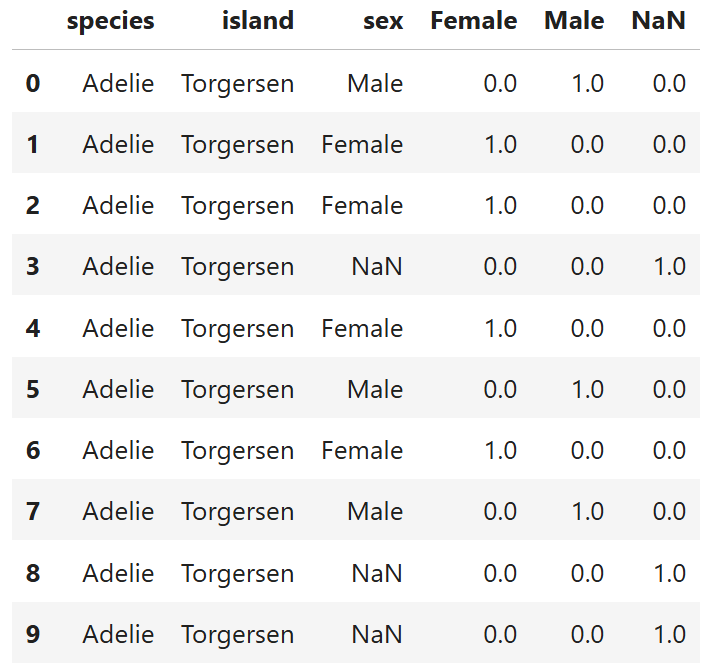 species island sex Female Male NaN
0 Adelie Torgersen Male 0.0 1.0 0.0
1 Adelie Torgersen Female 1.0 0.0 0.0
2 Adelie Torgersen Female 1.0 0.0 0.0
3 Adelie Torgersen NaN 0.0 0.0 1.0
4 Adelie Torgersen Female 1.0 0.0 0.0
5 Adelie Torgersen Male 0.0 1.0 0.0
6 Adelie Torgersen Female 1.0 0.0 0.0
7 Adelie Torgersen Male 0.0 1.0 0.0
8 Adelie Torgersen NaN 0.0 0.0 1.0
9 Adelie Torgersen NaN 0.0 0.0 1.0